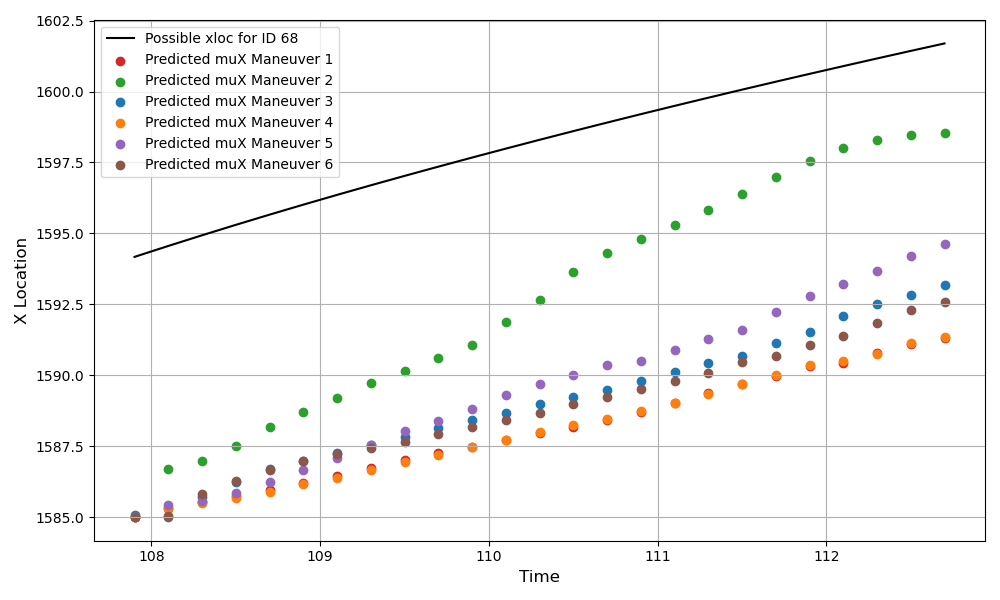 1602.5
1600.0
1597.5
1595.0
1592.5
1590.0
1587.5
1585.0
X Location
Possible xloc for ID 68
Predicted muX Maneuver 1
Predicted muX Maneuver 2
Predicted muX Maneuver 3
Predicted muX Maneuver 4
Predicted muX Maneuver 5
Predicted muX Maneuver 6
108 109 110 111 112
Time